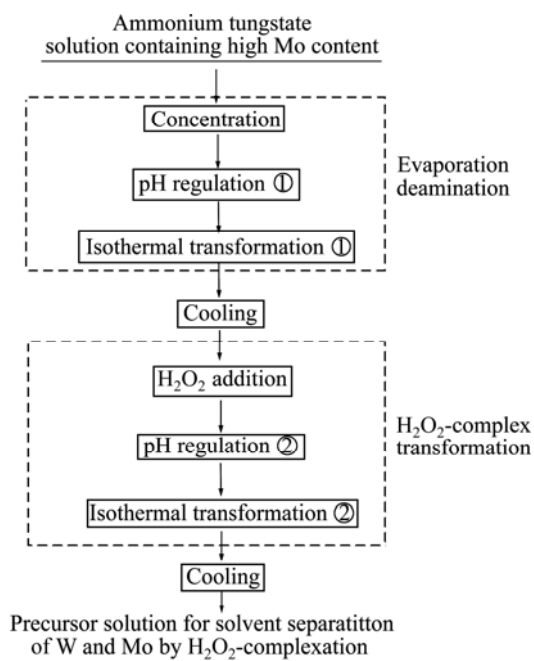 Ammonium tungstate
solution containing high Mo content
Concentration
Evaporation
deamination
pH regulation ①
Isothermal transformation ①
Cooling
H₂O₂ addition
H₂O₂-complex
transformation
pH regulation ②
Isothermal transformation ②
Cooling
Precursor solution for solvent separatitton
of W and Mo by H₂O₂-complexation